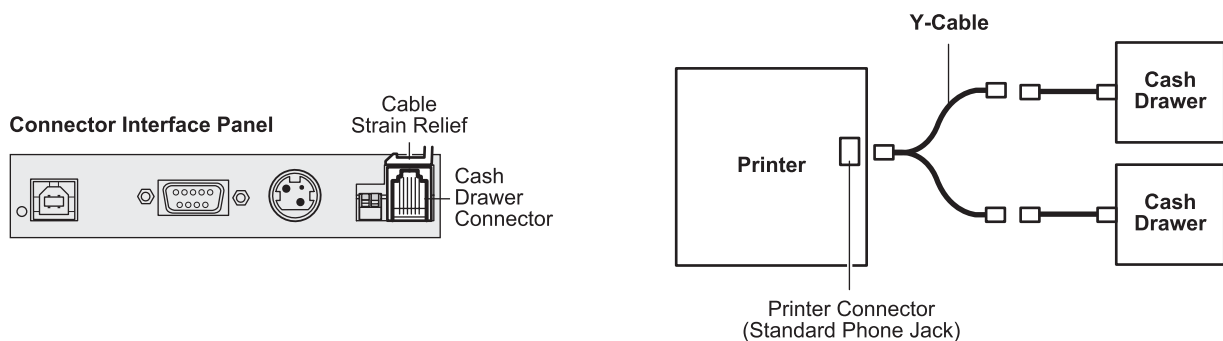 Connector Interface Panel
Cable
Strain Relief
Cash
Drawer
Connector
Y-Cable
Printer
Cash
Drawer
Cash
Drawer
Printer Connector
(Standard Phone Jack)